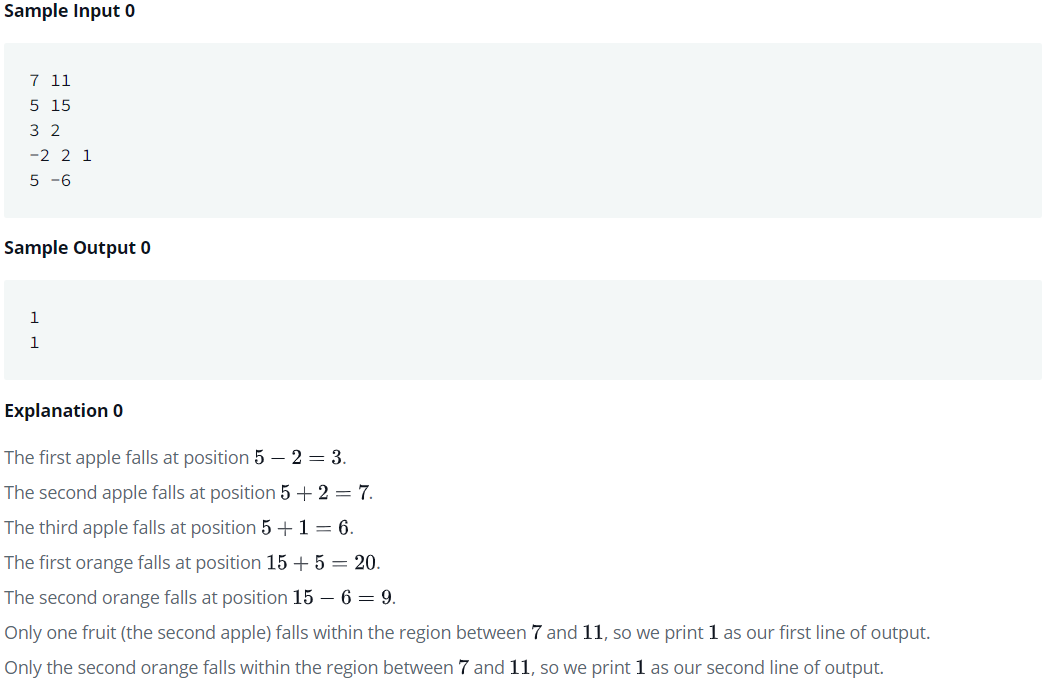 Sample Input 0
7 11
5 15
3 2
-2 2 1
5 -6
Sample Output 0
1
1
Explanation 0
The first apple falls at position 5 − 2 = 3.
The second apple falls at position 5 + 2 = 7.
The third apple falls at position 5 + 1 = 6.
The first orange falls at position 15 + 5 = 20.
The second orange falls at position 15 − 6 = 9.
Only one fruit (the second apple) falls within the region between 7 and 11, so we print 1 as our first line of output.
Only the second orange falls within the region between 7 and 11, so we print 1 as our second line of output.